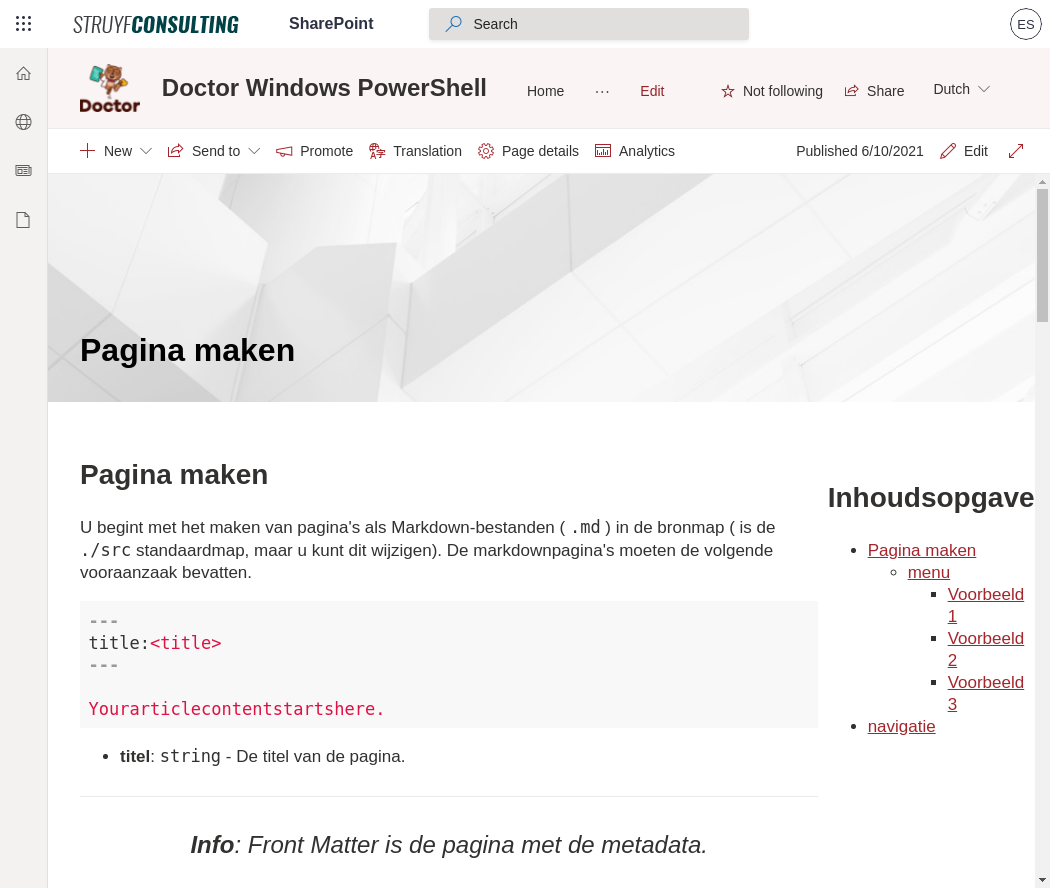 STRUYFCONSULTING SharePoint Search ES
Doctor
Doctor Windows PowerShell Home ··· Edit Not following Share Dutch
New Send to Promote Translation Page details Analytics Published 6/10/2021 Edit
Pagina maken
Pagina maken
U begint met het maken van pagina's als Markdown-bestanden ( .md ) in de bronmap ( is de
./src standaardmap, maar u kunt dit wijzigen). De markdownpagina's moeten de volgende
vooraanzaak bevatten.
---
title:<title>
---
Yourarticlecontentstartshere.
• titel: string - De titel van de pagina.
Info: Front Matter is de pagina met de metadata.
Inhoudsopgave
Pagina maken
menu
Voorbeeld
1
Voorbeeld
2
Voorbeeld
3
navigatie